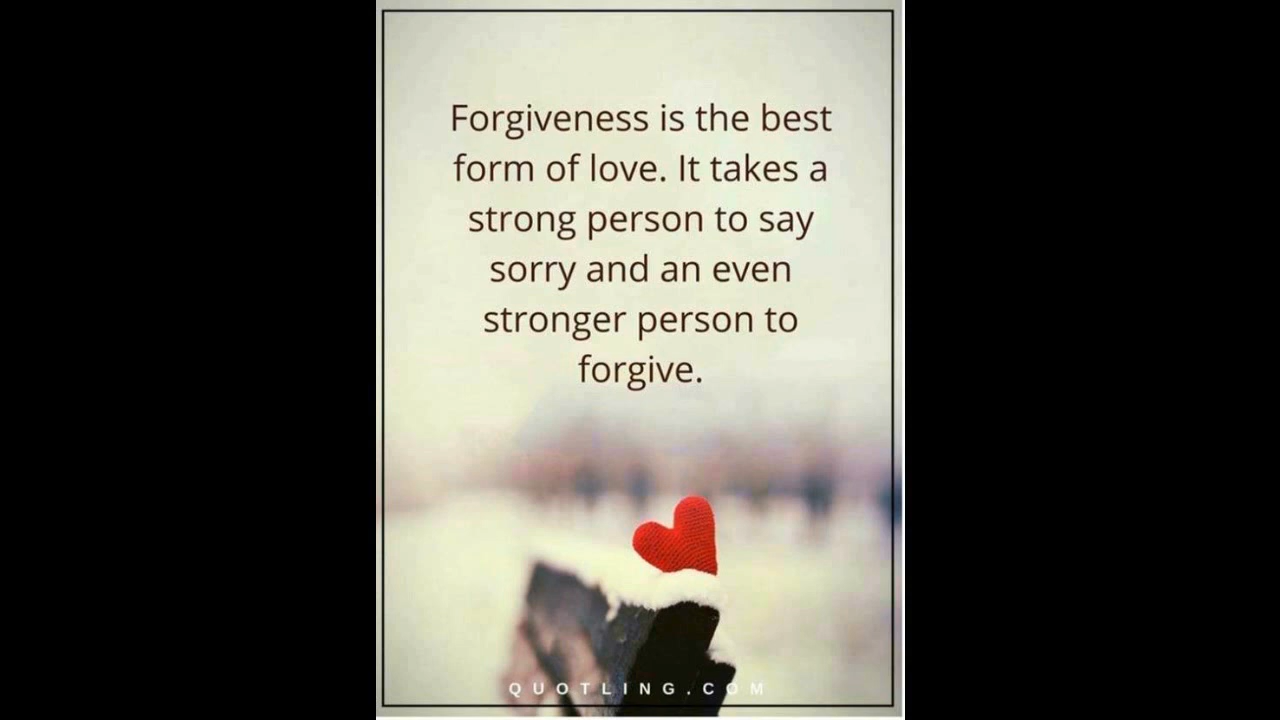 Forgiveness is the best
form of love. It takes a
strong person to say
sorry and an even
stronger person to
forgive.
QUOTLING.COM